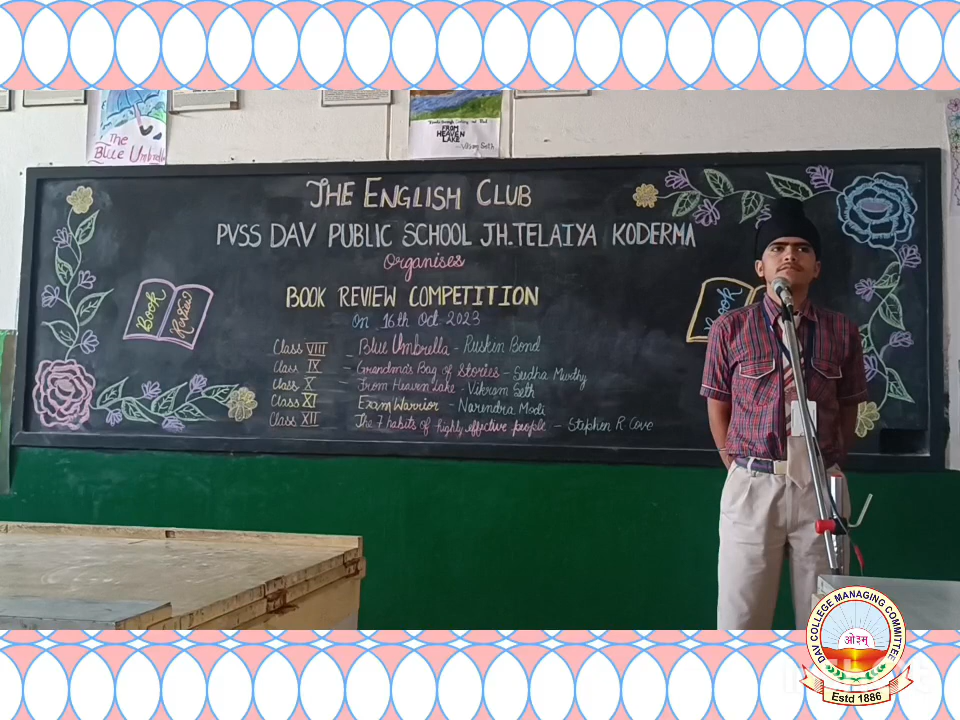 The
Blue Umbrella
FROM
HEAVEN
LAKE
- Vikram Seth
THE ENGLISH CLUB
PVSS DAV PUBLIC SCHOOL JH.TELAIYA KODERMA
Organises
BOOK REVIEW COMPETITION
On 16th Oct 2023
Book Review
Book
Class VIII – Blue Umbrella - Ruskin Bond
Class IX – Grandma's Bag of Stories - Sudha Murthy
Class X – From Heaven Lake - Vikram Seth
Class XI Exam Warrior - Narendra Modi
Class XII The 7 habits of highly effective people - Stephen R Cove
DAV COLLEGE MANAGING COMMITTEE
ओ३म्
Estd 1886